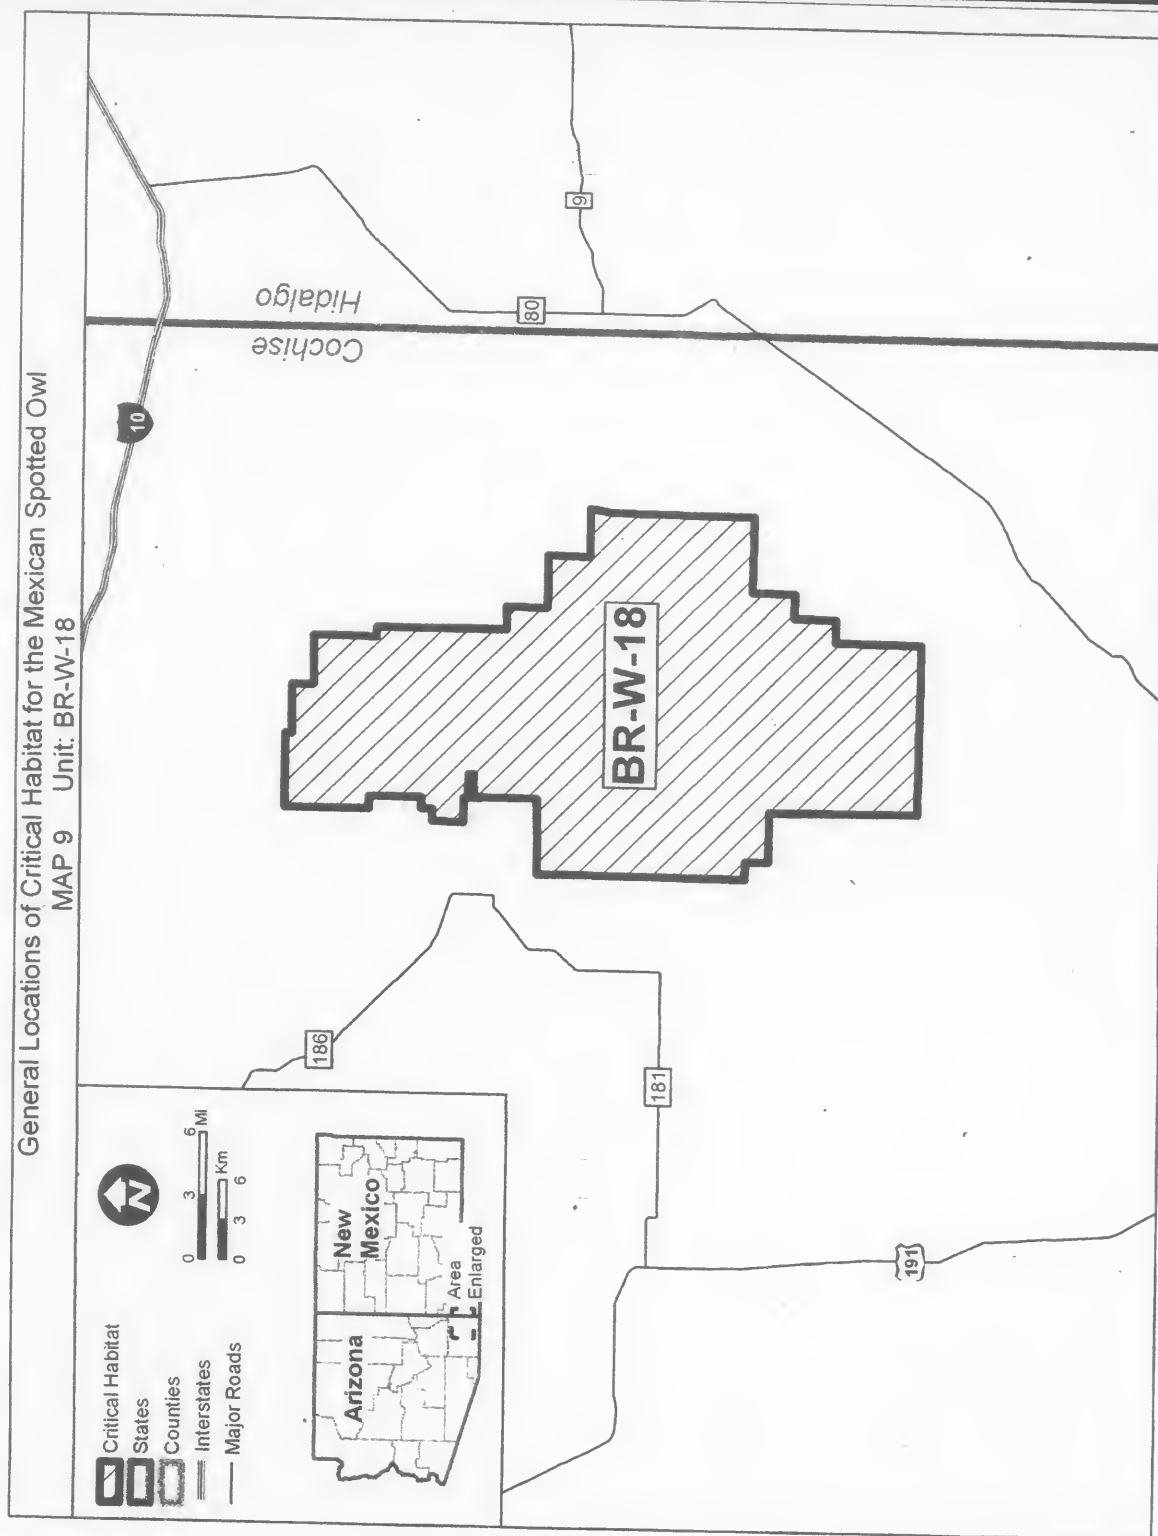 General Locations of Critical Habitat for the Mexican Spotted Owl
MAP 9 Unit: BR-W-18
Critical Habitat
States
Counties
Interstates
Major Roads
N
0 3 6 Mi
Km
0 3 6
Arizona
New
Mexico
Area
Enlarged
186
10
Cochise
Hidalgo
80
9
BR-W-18
181
191